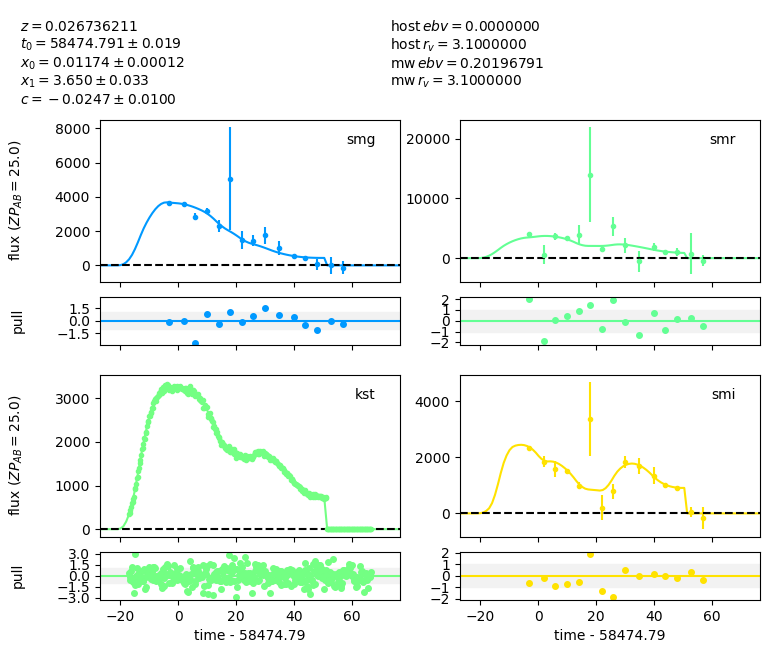 z = 0.026736211
t₀ = 58474.791 ± 0.019
x₀ = 0.01174 ± 0.00012
x₁ = 3.650 ± 0.033
c = −0.0247 ± 0.0100
host ebv = 0.0000000
host r_v = 3.1000000
mw ebv = 0.20196791
mw r_v = 3.1000000
flux (ZP_AB = 25.0)
8000
6000
4000
2000
0
smg
20000
10000
0
smr
pull
1.5
0.0
−1.5
2
1
0
−1
−2
flux (ZP_AB = 25.0)
3000
2000
1000
0
kst
4000
2000
0
smi
pull
3.0
1.5
0.0
−1.5
−3.0
−20 0 20 40 60
time - 58474.79
2
1
0
−1
−2
−20 0 20 40 60
time - 58474.79